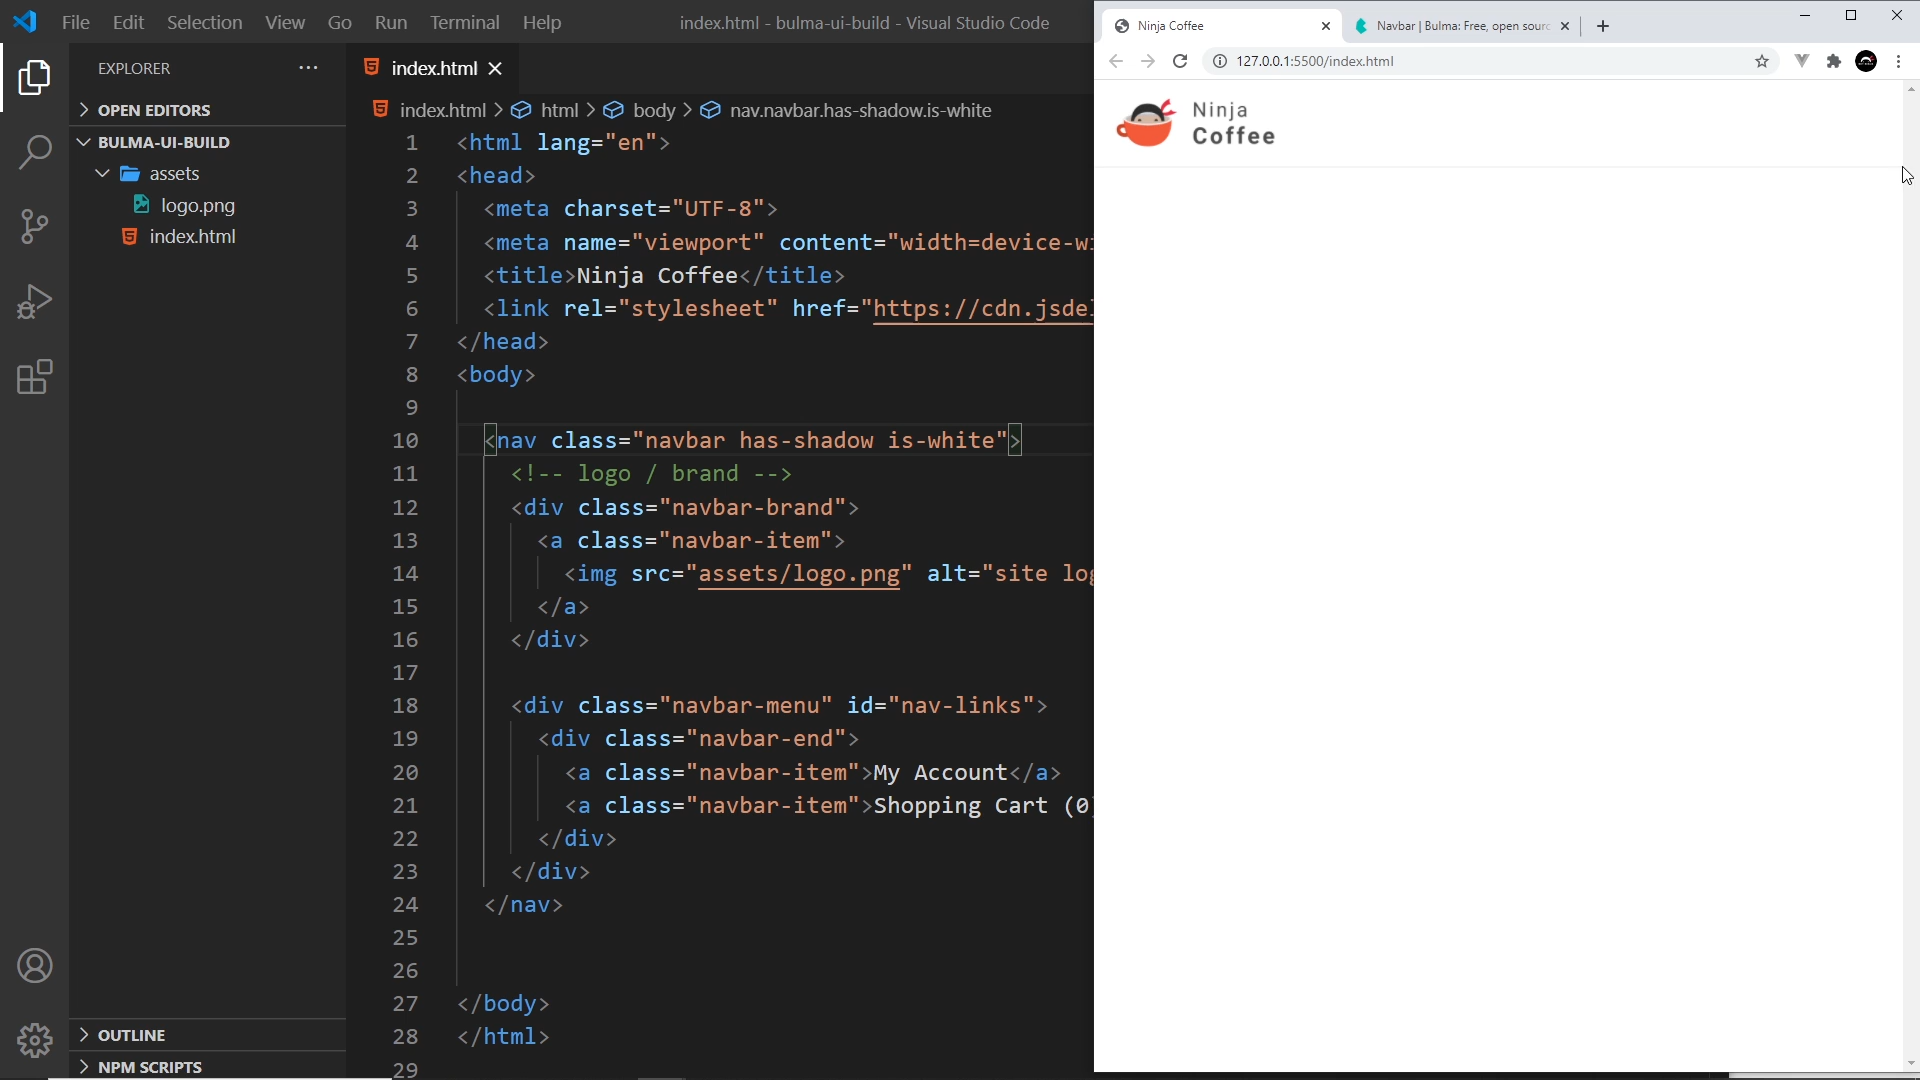 File Edit Selection View Go Run Terminal Help
index.html - bulma-ui-build - Visual Studio Code
EXPLORER
OPEN EDITORS
BULMA-UI-BUILD
assets
logo.png
index.html
OUTLINE
NPM SCRIPTS
index.html
index.html > html > body > nav.navbar.has-shadow.is-white
1 <html lang="en">
2 <head>
3 <meta charset="UTF-8">
4 <meta name="viewport" content="width=device-wi
5 <title>Ninja Coffee</title>
6 <link rel="stylesheet" href="https://cdn.jsdel
7 </head>
8 <body>
9
10 <nav class="navbar has-shadow is-white">
11 <!-- logo / brand -->
12 <div class="navbar-brand">
13 <a class="navbar-item">
14 <img src="assets/logo.png" alt="site log
15 </a>
16 </div>
17
18 <div class="navbar-menu" id="nav-links">
19 <div class="navbar-end">
20 <a class="navbar-item">My Account</a>
21 <a class="navbar-item">Shopping Cart (0)
22 </div>
23 </div>
24 </nav>
25
26
27 </body>
28 </html>
29
Ninja Coffee
Navbar | Bulma: Free, open sourc
127.0.0.1:5500/index.html
Ninja
Coffee